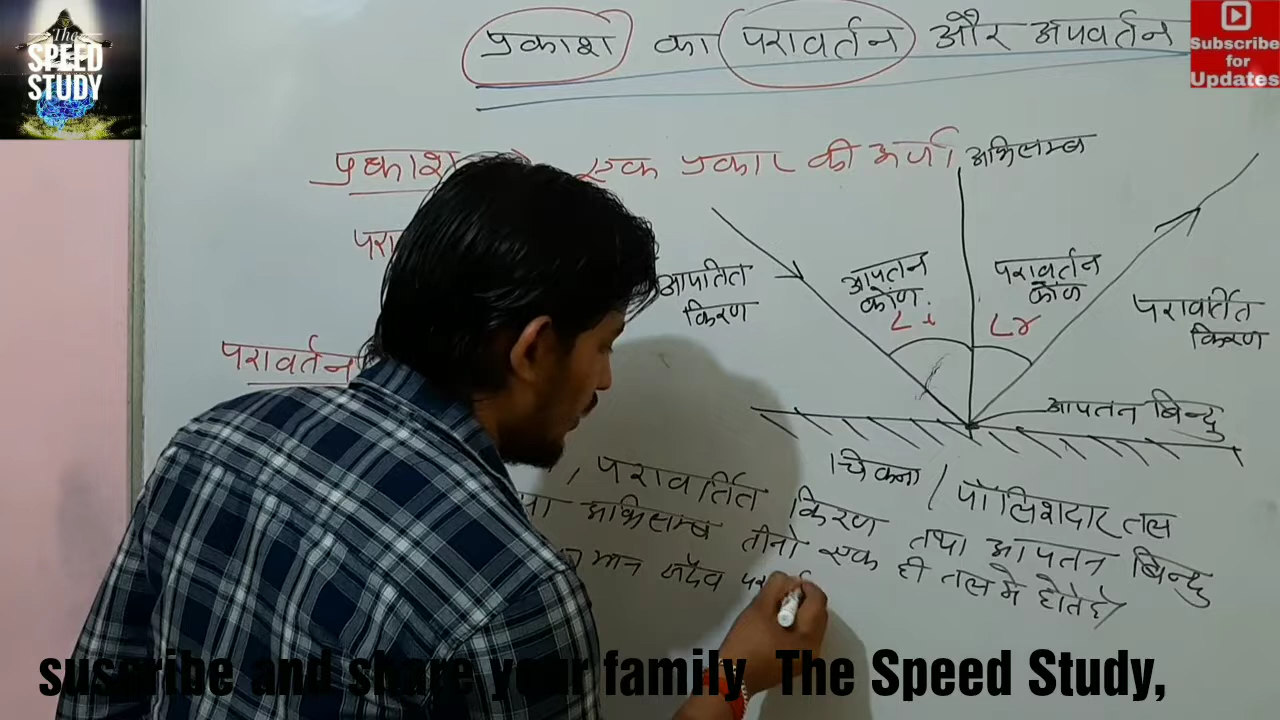 The
SPEED
STUDY
प्रकाश का परावर्तन और अपवर्तन
Subscribe
for
Updates
प्रकाश → एक प्रकार की ऊर्जा
अभिलम्ब
परा
आपतित
किरण
आपतन
कोण
∠i
परावर्तन
कोण
∠r
परावर्तित
किरण
परावर्तन
आपतन बिन्दु
चिकना / पॉलिशदार तल
, परावर्तित किरण तथा आपतन बिन्दु
अभिलम्ब तीनो एक ही तल मे होते है
मान सदैव परा
suscribe and share your family The Speed Study,